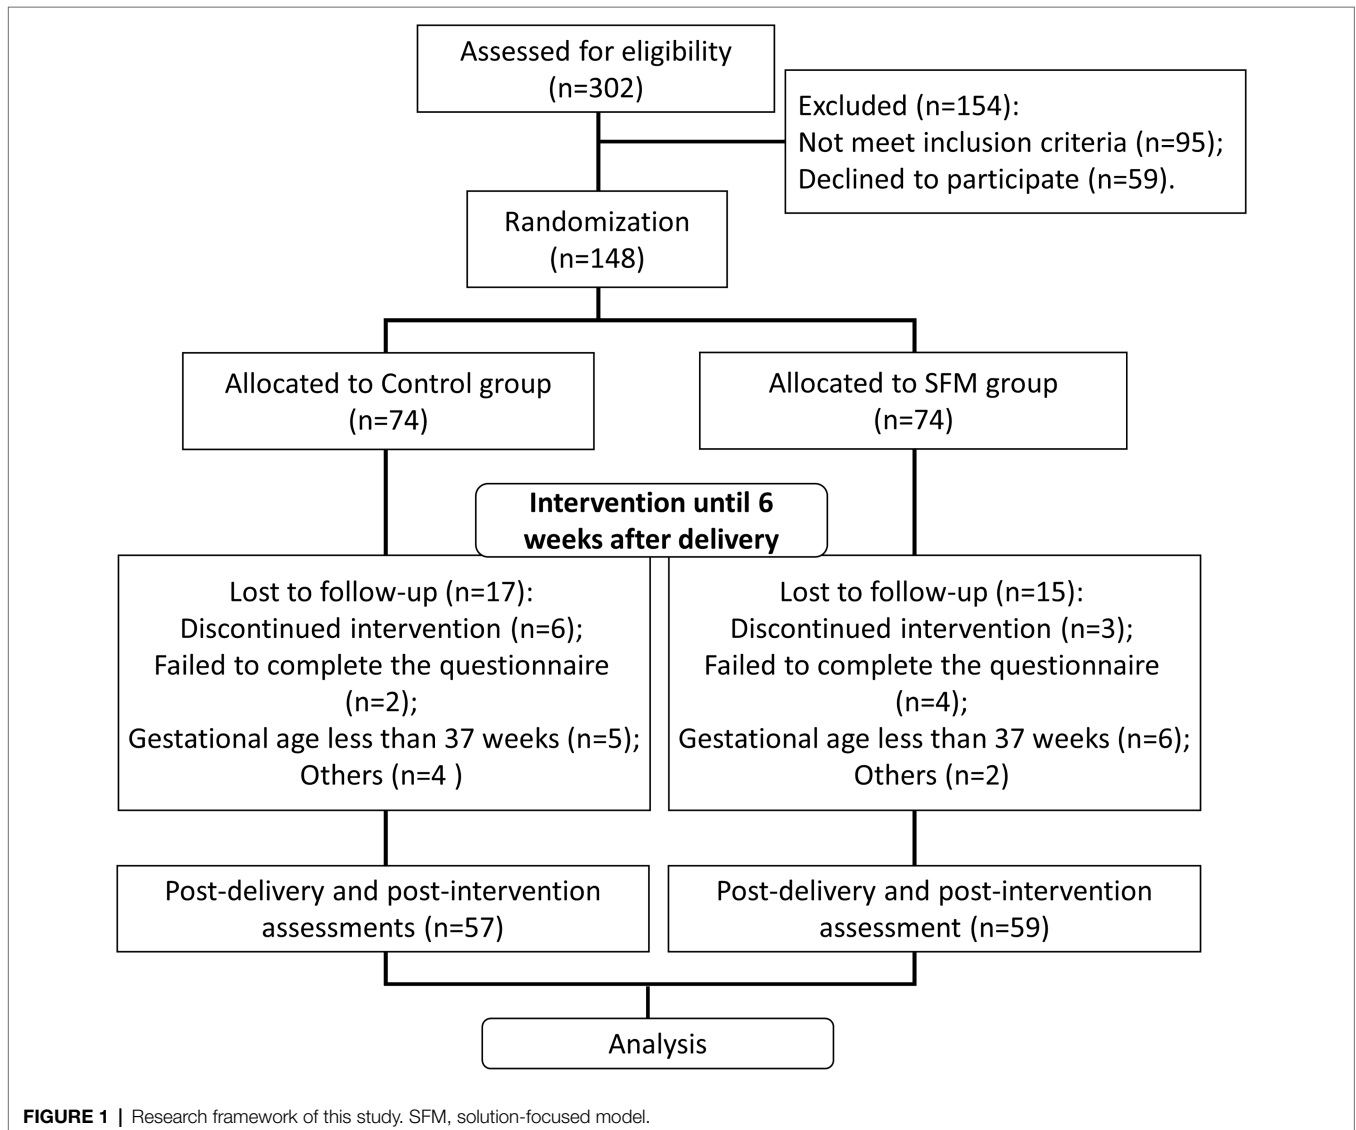 Assessed for eligibility
(n=302)
Excluded (n=154):
Not meet inclusion criteria (n=95);
Declined to participate (n=59).
Randomization
(n=148)
Allocated to Control group
(n=74)
Allocated to SFM group
(n=74)
Intervention until 6
weeks after delivery
Lost to follow-up (n=17):
Discontinued intervention (n=6);
Failed to complete the questionnaire
(n=2);
Gestational age less than 37 weeks (n=5);
Others (n=4 )
Lost to follow-up (n=15):
Discontinued intervention (n=3);
Failed to complete the questionnaire
(n=4);
Gestational age less than 37 weeks (n=6);
Others (n=2)
Post-delivery and post-intervention
assessments (n=57)
Post-delivery and post-intervention
assessment (n=59)
Analysis
FIGURE 1 | Research framework of this study. SFM, solution-focused model.